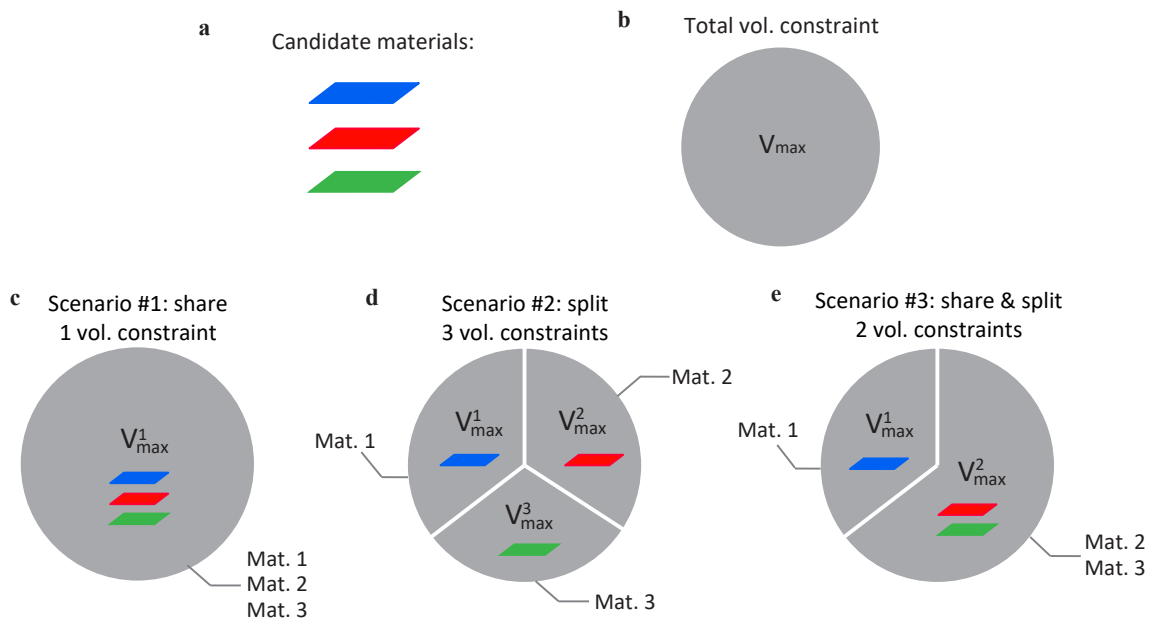 a
Candidate materials:
b
Total vol. constraint
Vmax
c
Scenario #1: share
1 vol. constraint
V¹max
Mat. 1
Mat. 2
Mat. 3
d
Scenario #2: split
3 vol. constraints
Mat. 2
V¹max
V²max
Mat. 1
V³max
Mat. 3
e
Scenario #3: share & split
2 vol. constraints
Mat. 1
V¹max
V²max
Mat. 2
Mat. 3